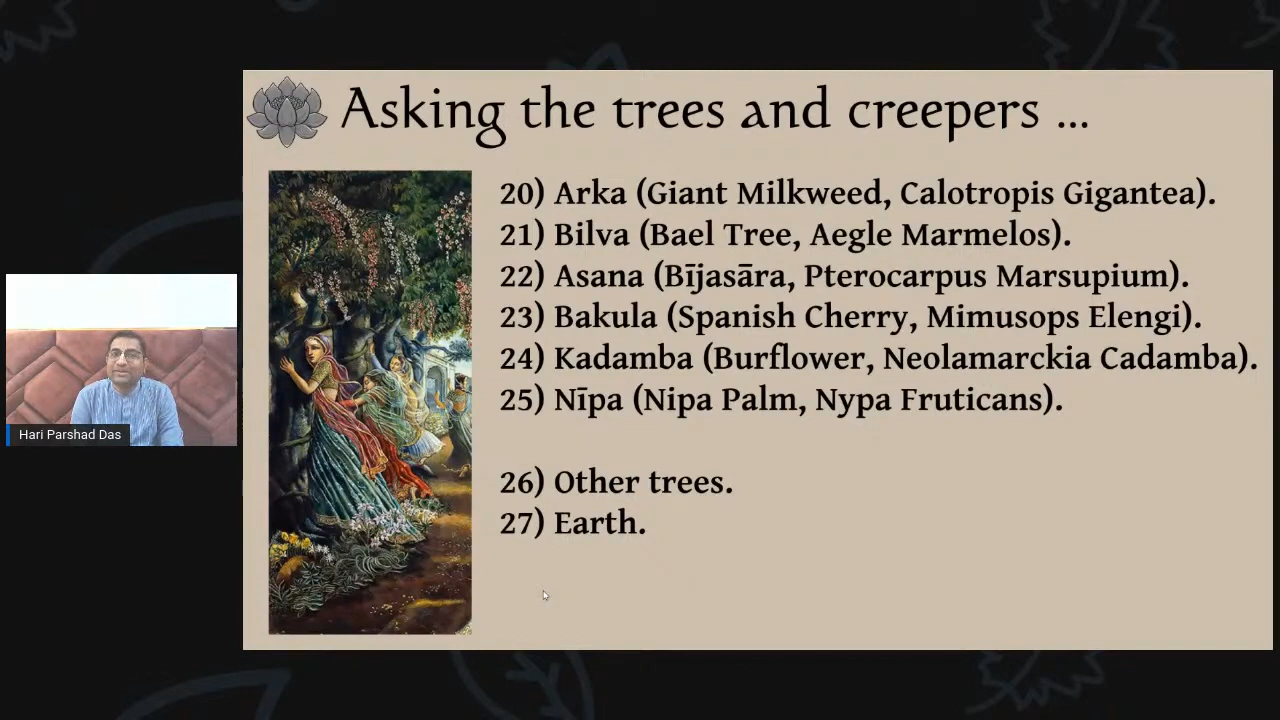 Asking the trees and creepers ...
20) Arka (Giant Milkweed, Calotropis Gigantea).
21) Bilva (Bael Tree, Aegle Marmelos).
22) Asana (Bījasāra, Pterocarpus Marsupium).
23) Bakula (Spanish Cherry, Mimusops Elengi).
24) Kadamba (Burflower, Neolamarckia Cadamba).
25) Nīpa (Nipa Palm, Nypa Fruticans).
26) Other trees.
27) Earth.
Hari Parshad Das